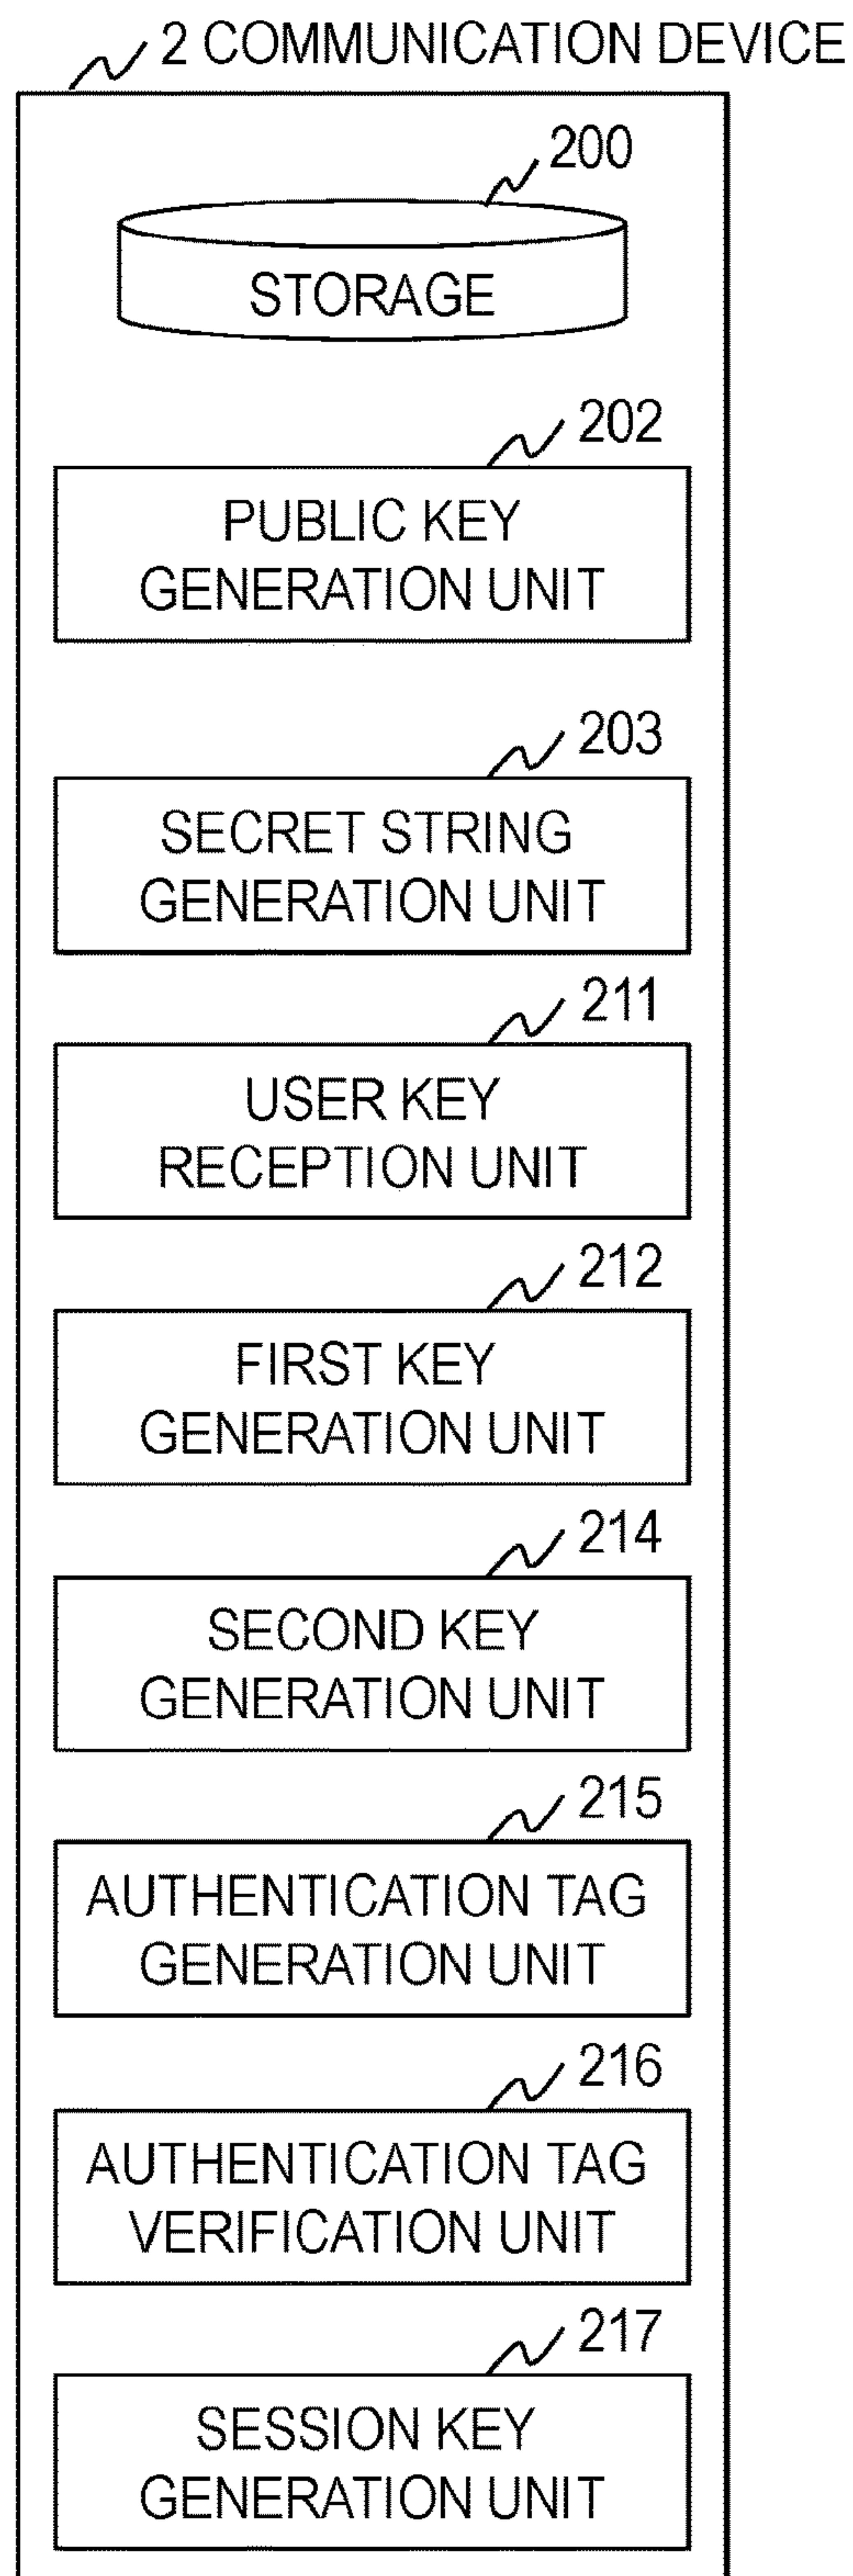 2 COMMUNICATION DEVICE
200
STORAGE
202
PUBLIC KEY
GENERATION UNIT
203
SECRET STRING
GENERATION UNIT
211
USER KEY
RECEPTION UNIT
212
FIRST KEY
GENERATION UNIT
214
SECOND KEY
GENERATION UNIT
215
AUTHENTICATION TAG
GENERATION UNIT
216
AUTHENTICATION TAG
VERIFICATION UNIT
217
SESSION KEY
GENERATION UNIT